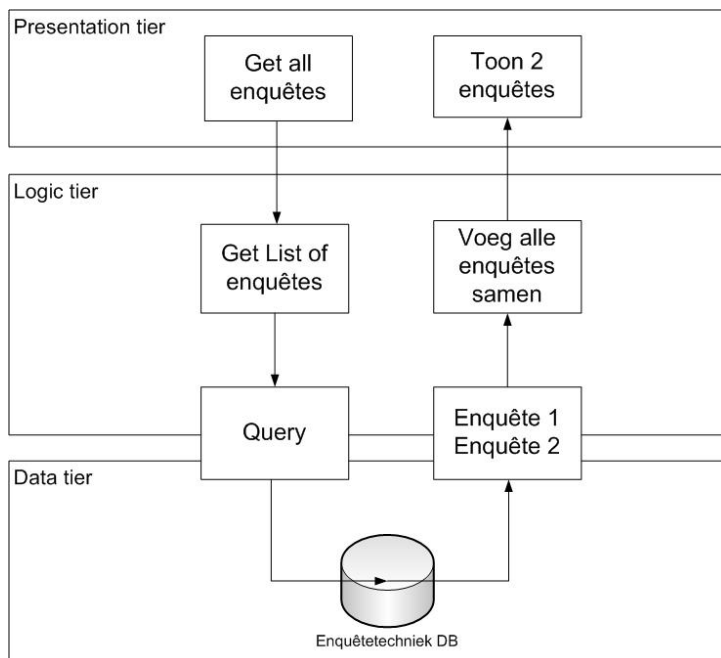 Presentation tier
Get all
enquêtes
Toon 2
enquêtes
Logic tier
Get List of
enquêtes
Voeg alle
enquêtes
samen
Query
Enquête 1
Enquête 2
Data tier
Enquêtetechniek DB